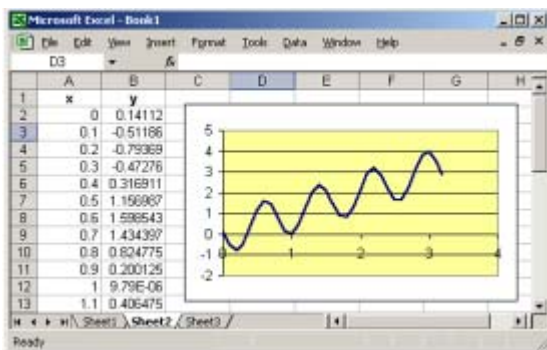 Microsoft Excel - Book1
File Edit View Insert Format Tools Data Window Help
D3 fx
A B C D E F G H
1 x y
2 0 0.14112
3 0.1 -0.51186
4 0.2 -0.79369
5 0.3 -0.47276
6 0.4 0.316911
7 0.5 1.156987
8 0.6 1.598543
9 0.7 1.434397
10 0.8 0.824775
11 0.9 0.200125
12 1 9.79E-06
13 1.1 0.406475
5
4
3
2
1
0
-1
-2
0 1 2 3 4
Sheet1 Sheet2 Sheet3
Ready